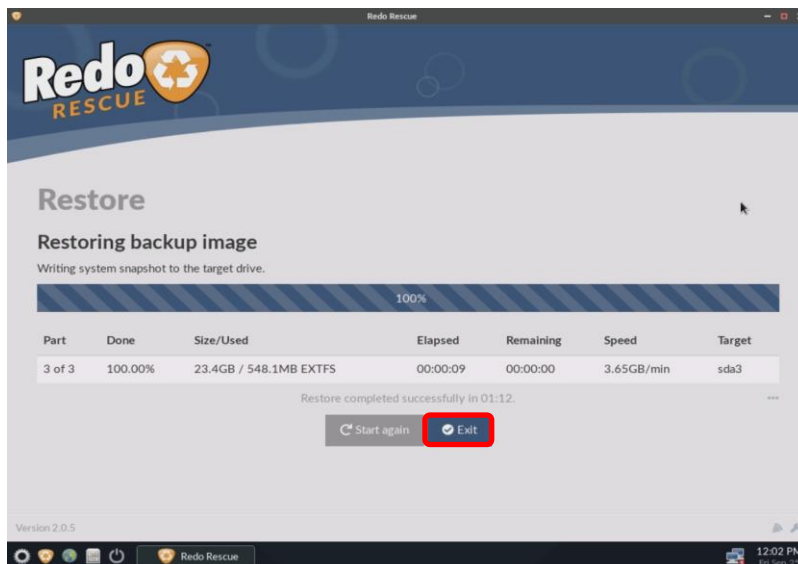 Redo Rescue
Redo
RESCUE
Restore
Restoring backup image
Writing system snapshot to the target drive.
100%
Part Done Size/Used Elapsed Remaining Speed Target
3 of 3 100.00% 23.4GB / 548.1MB EXTFS 00:00:09 00:00:00 3.65GB/min sda3
Restore completed successfully in 01:12.
Start again Exit
Version 2.0.5
Redo Rescue 12:02
Fri Sep